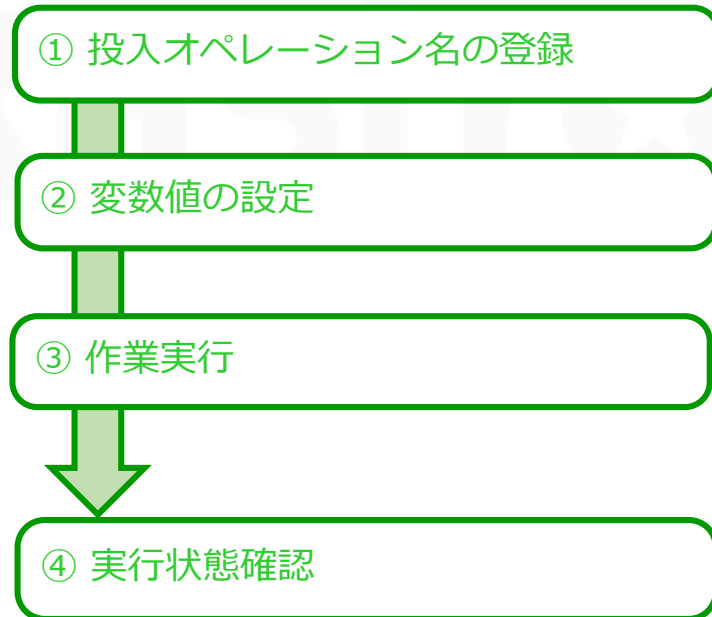 ① 投入オペレーション名の登録
② 変数値の設定
③ 作業実行
④ 実行状態確認